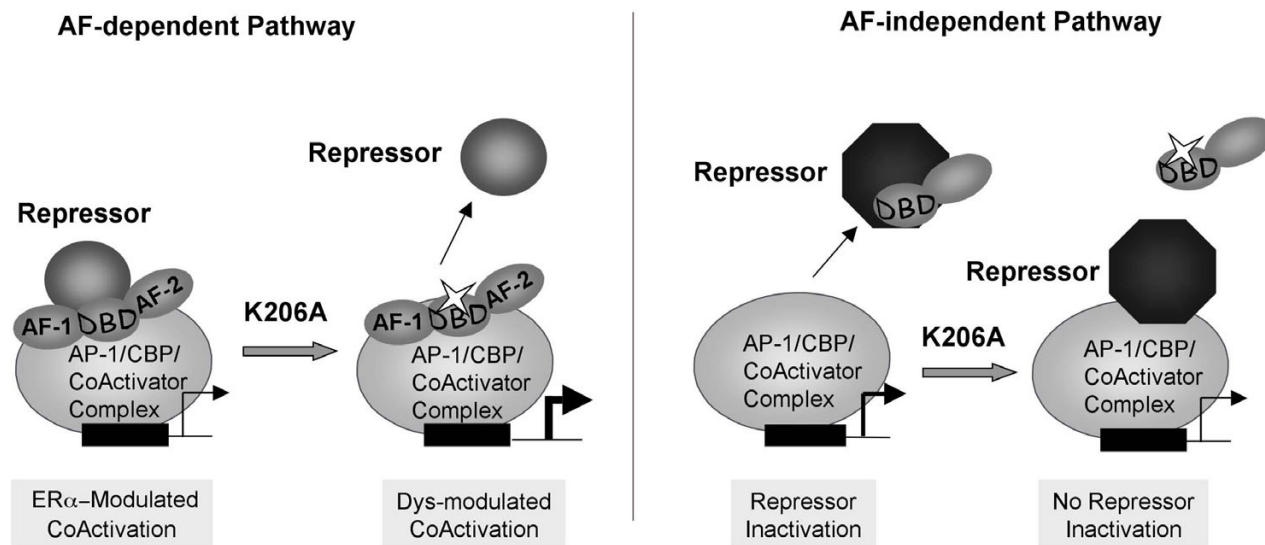 AF-dependent Pathway
Repressor
Repressor
AF-1
DBD
AF-2
AP-1/CBP/
CoActivator
Complex
K206A
AF-1
DBD
AF-2
AP-1/CBP/
CoActivator
Complex
ERα–Modulated
CoActivation
Dys-modulated
CoActivation
AF-independent Pathway
Repressor
DBD
DBD
Repressor
AP-1/CBP/
CoActivator
Complex
K206A
AP-1/CBP/
CoActivator
Complex
Repressor
Inactivation
No Repressor
Inactivation